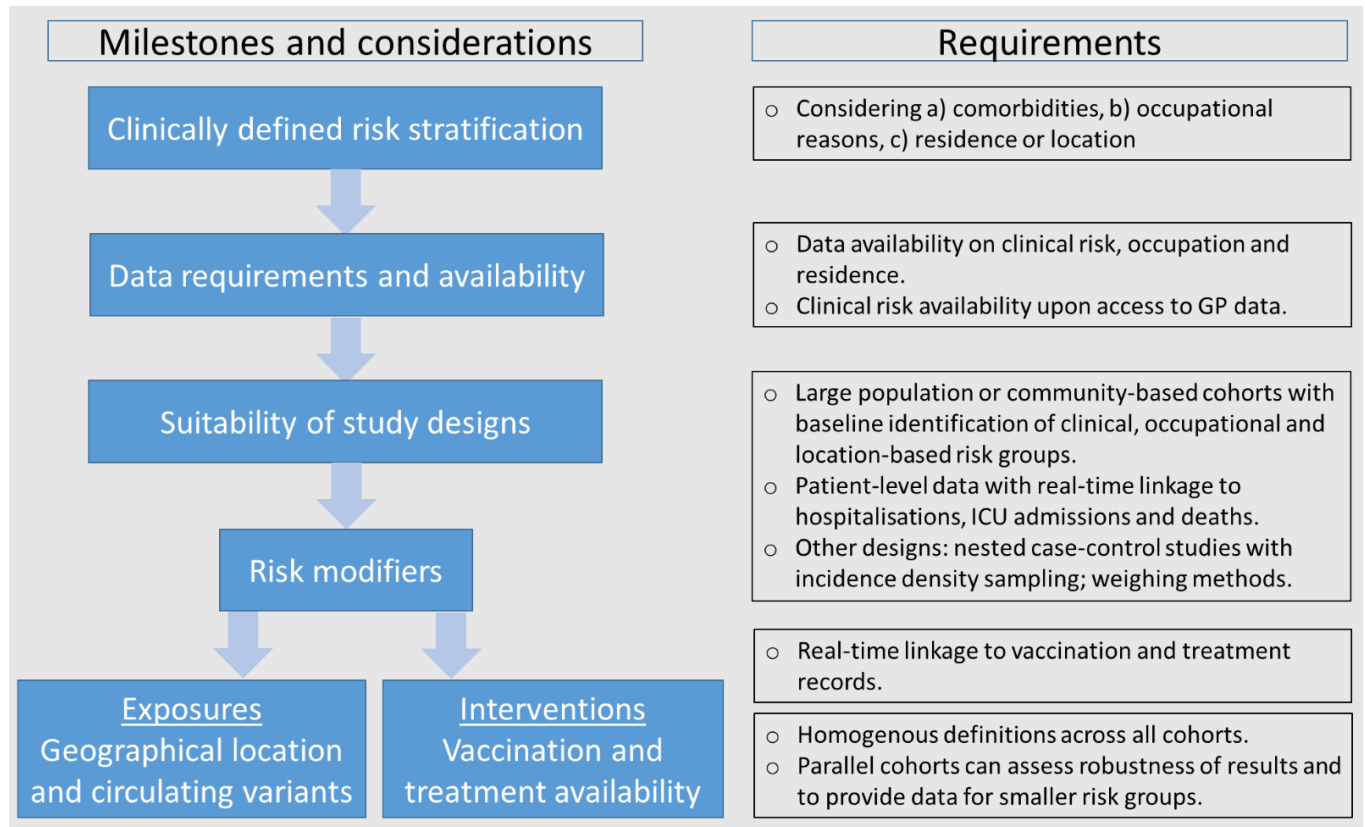 Milestones and considerations
Clinically defined risk stratification
Data requirements and availability
Suitability of study designs
Risk modifiers
Exposures
Geographical location
and circulating variants
Interventions
Vaccination and
treatment availability
Requirements
o Considering a) comorbidities, b) occupational
reasons, c) residence or location
o Data availability on clinical risk, occupation and
residence.
o Clinical risk availability upon access to GP data.
o Large population or community-based cohorts with
baseline identification of clinical, occupational and
location-based risk groups.
o Patient-level data with real-time linkage to
hospitalisations, ICU admissions and deaths.
o Other designs: nested case-control studies with
incidence density sampling; weighing methods.
o Real-time linkage to vaccination and treatment
records.
o Homogenous definitions across all cohorts.
o Parallel cohorts can assess robustness of results and
to provide data for smaller risk groups.